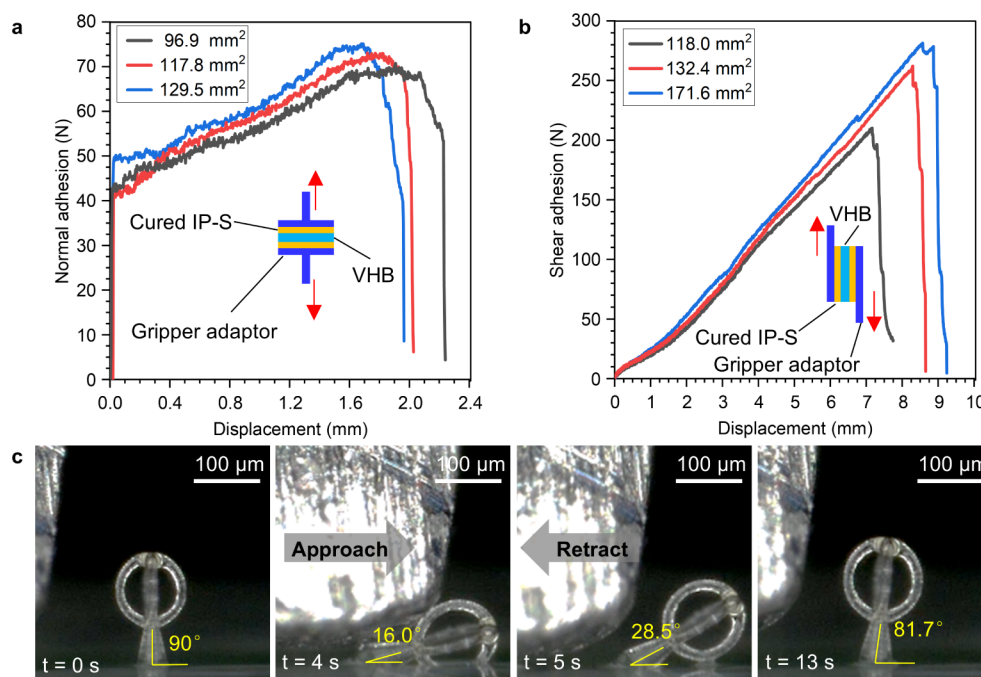 a
80
70
60
50
40
30
20
10
0
Normal adhesion (N)
96.9 mm²
117.8 mm²
129.5 mm²
Cured IP-S
VHB
Gripper adaptor
0.0 0.4 0.8 1.2 1.6 2.0 2.4
Displacement (mm)
b
300
250
200
150
100
50
0
Shear adhesion (N)
118.0 mm²
132.4 mm²
171.6 mm²
VHB
Cured IP-S
Gripper adaptor
0 1 2 3 4 5 6 7 8 9 10
Displacement (mm)
c
100 µm
90°
t = 0 s
100 µm
Approach
16.0°
t = 4 s
100 µm
Retract
28.5°
t = 5 s
100 µm
81.7°
t = 13 s